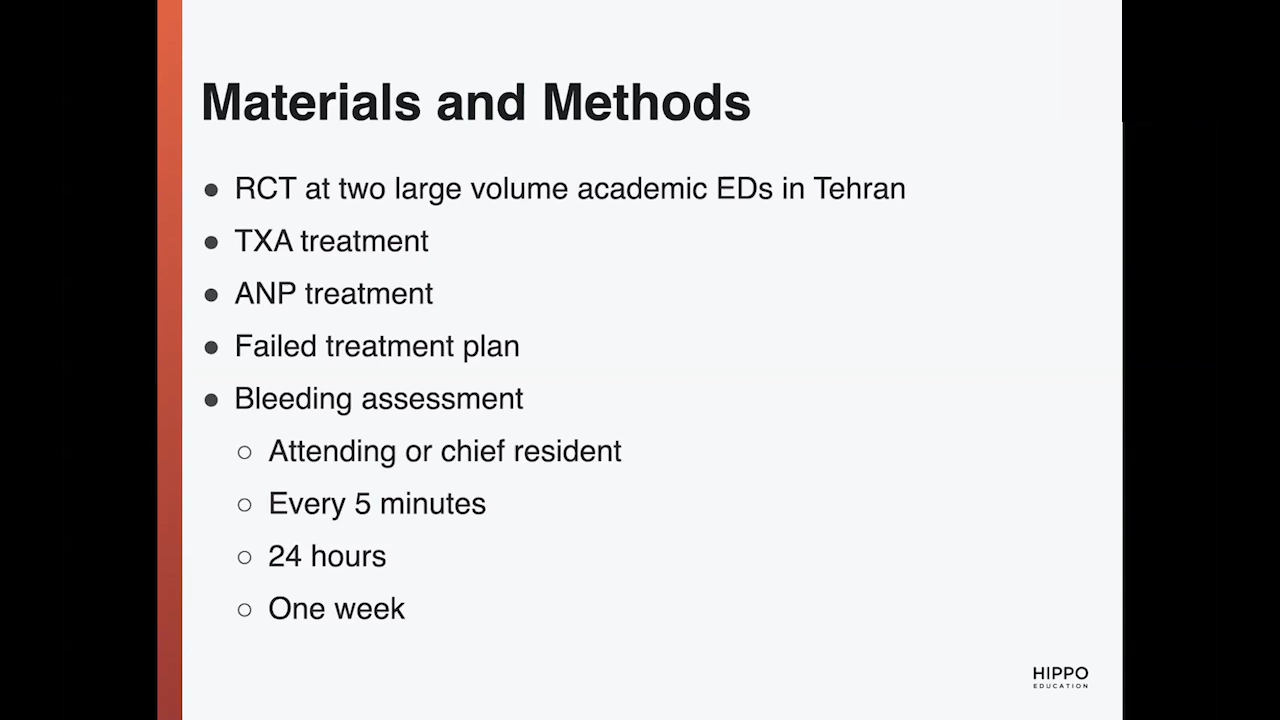 Materials and Methods
● RCT at two large volume academic EDs in Tehran
● TXA treatment
● ANP treatment
● Failed treatment plan
● Bleeding assessment
○ Attending or chief resident
○ Every 5 minutes
○ 24 hours
○ One week
HIPPO
EDUCATION